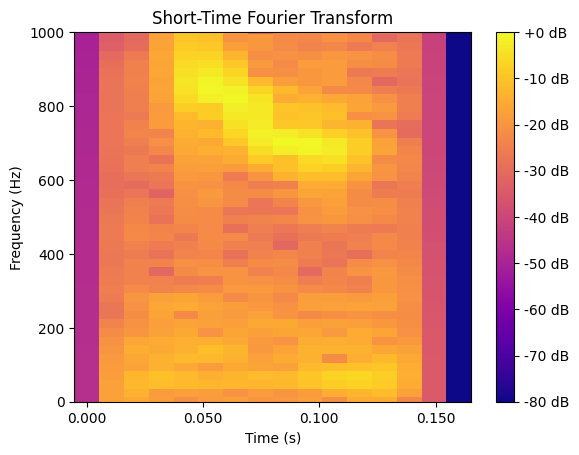 Short-Time Fourier Transform
1000
800
600
400
200
0
Frequency (Hz)
0.000
0.050
0.100
0.150
Time (s)
+0 dB
-10 dB
-20 dB
-30 dB
-40 dB
-50 dB
-60 dB
-70 dB
-80 dB